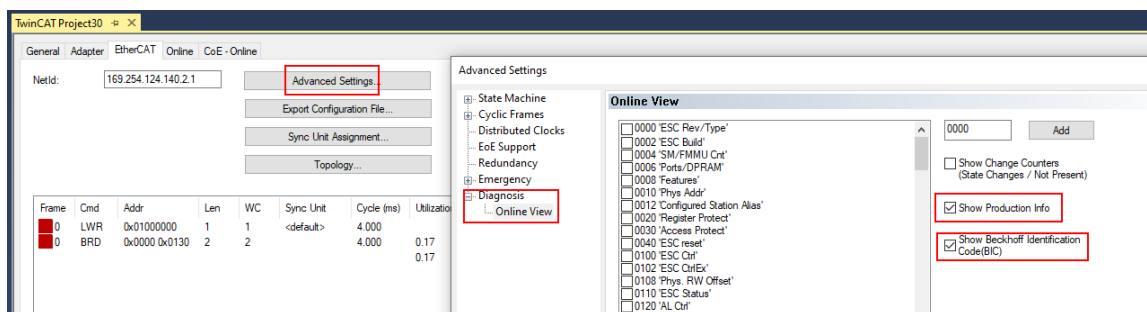 TwinCAT Project30
General Adapter EtherCAT Online CoE - Online
NetId: 169.254.124.140.2.1
Advanced Settings...
Export Configuration File...
Sync Unit Assignment...
Topology...
Frame Cmd Addr Len WC Sync Unit Cycle (ms) Utilizatio
0 LWR 0x01000000 1 1 <default> 4.000
0 BRD 0x0000 0x0130 2 2 4.000 0.17
0.17
Advanced Settings
State Machine
Cyclic Frames
Distributed Clocks
EoE Support
Redundancy
Emergency
Diagnosis
Online View
Online View
0000 'ESC Rev/Type'
0002 'ESC Build'
0004 'SM/FMMU Cnt'
0006 'Ports/DPRAM'
0008 'Features'
0010 'Phys Addr'
0012 'Configured Station Alias'
0020 'Register Protect'
0030 'Access Protect'
0040 'ESC reset'
0100 'ESC Ctrl'
0102 'ESC CtrlEx'
0108 'Phys. RW Offset'
0110 'ESC Status'
0120 'AL Ctrl'
0000 Add
Show Change Counters
(State Changes / Not Present)
Show Production Info
Show Beckhoff Identification
Code(BIC)